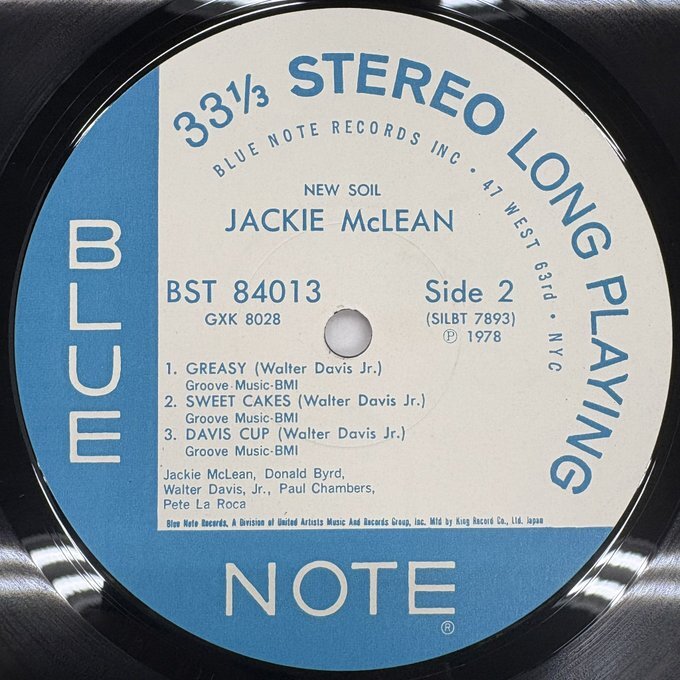 33⅓ STEREO LONG PLAYING
BLUE NOTE RECORDS INC • 47 WEST 63rd • NYC
NEW SOIL
JACKIE McLEAN
BST 84013
GXK 8028
Side 2
(SILBT 7893)
Ⓟ 1978
1. GREASY (Walter Davis Jr.)
Groove Music-BMI
2. SWEET CAKES (Walter Davis Jr.)
Groove Music-BMI
3. DAVIS CUP (Walter Davis Jr.)
Groove Music-BMI
Jackie McLean, Donald Byrd,
Walter Davis, Jr., Paul Chambers,
Pete La Roca
Blue Note Records, A Division of United Artists Music And Records Group, Inc. Mfd by King Record Co., Ltd. Japan
BLUE
NOTE
®